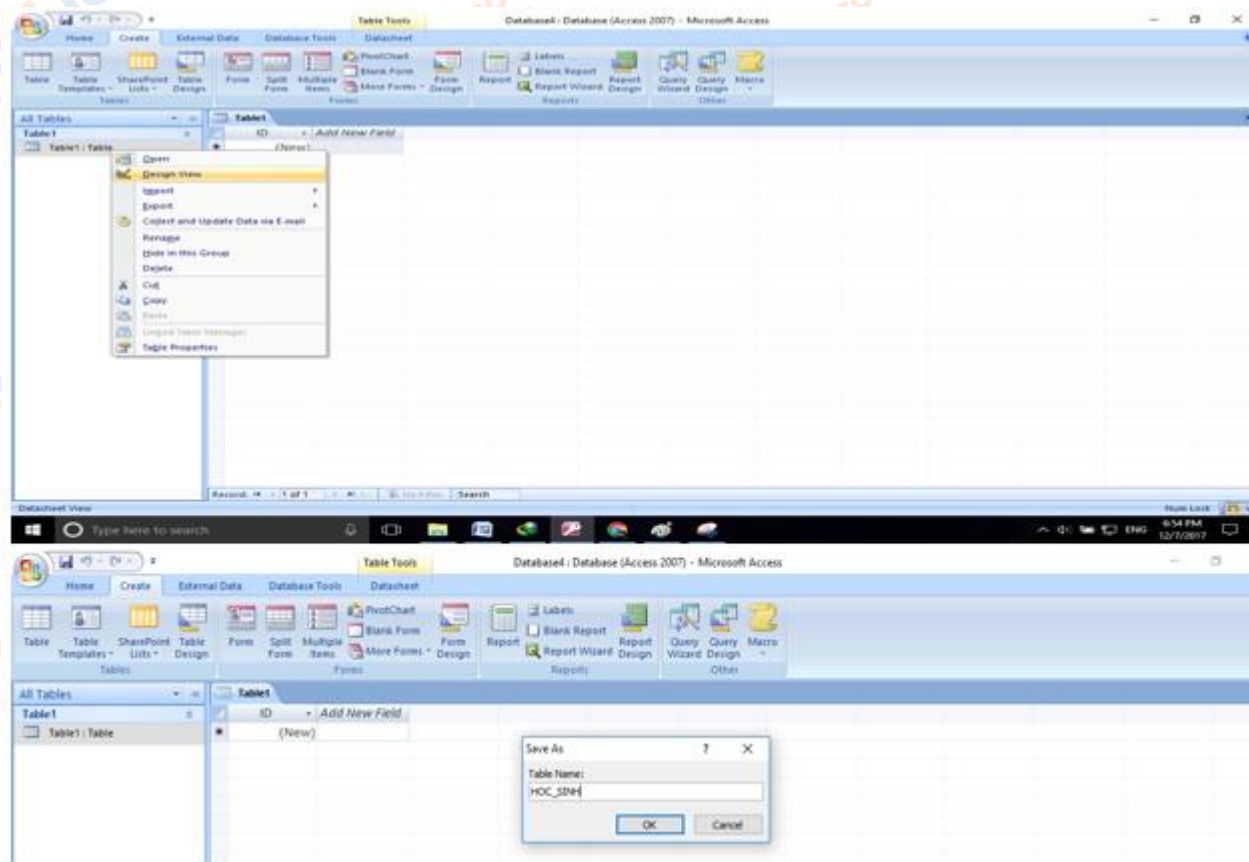 Table Tools
Database4 : Database (Access 2007) - Microsoft Access
Home Create External Data Database Tools Datasheet
Table
Table Templates
SharePoint Lists
Table Design
Form
Split Form
Multiple Items
PivotChart
Blank Form
More Forms
Form Design
Report
Labels
Blank Report
Report Wizard
Report Design
Query Wizard
Query Design
Macro
Tables
Forms
Reports
Other
All Tables
Table1
Table1
ID
Add New Field
Table1 : Table
(New)
Open
Design View
Import
Export
Collect and Update Data via E-mail
Rename
Hide in this Group
Delete
Cut
Copy
Paste
Linked Table Manager
Table Properties
Record: 1 of 1
No Filter
Search
Datasheet View
Num Lock
Type here to search
ENG
6:54 PM
12/7/2017
Table Tools
Database4 : Database (Access 2007) - Microsoft Access
Home Create External Data Database Tools Datasheet
Table
Table Templates
SharePoint Lists
Table Design
Form
Split Form
Multiple Items
PivotChart
Blank Form
More Forms
Form Design
Report
Labels
Blank Report
Report Wizard
Report Design
Query Wizard
Query Design
Macro
Tables
Forms
Reports
Other
All Tables
Table1
Table1
ID
Add New Field
Table1 : Table
(New)
Save As
?
Table Name:
HOC_SINH
OK
Cancel